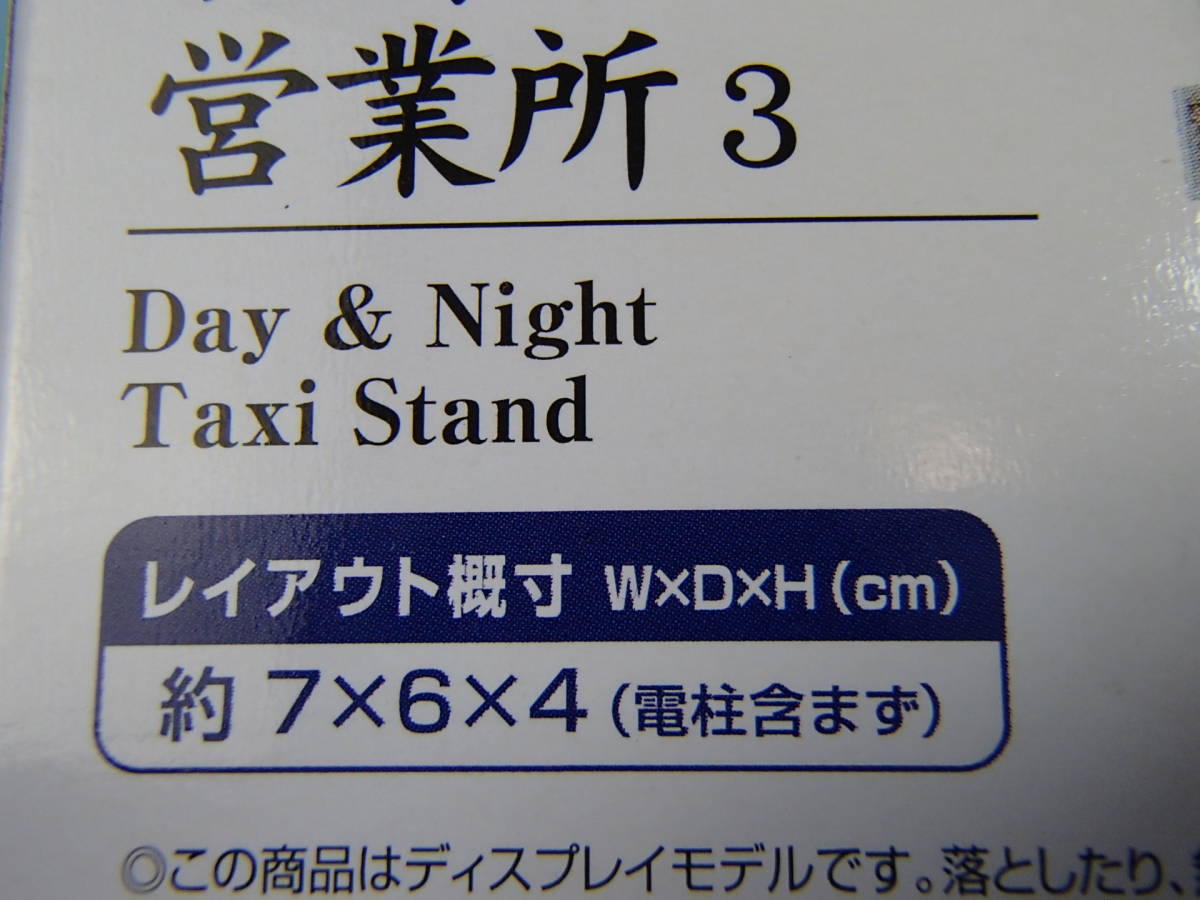 営業所 3
Day & Night
Taxi Stand
レイアウト概寸 W×D×H(cm)
約 7×6×4(電柱含まず)
◎この商品はディスプレイモデルです。落としたり、